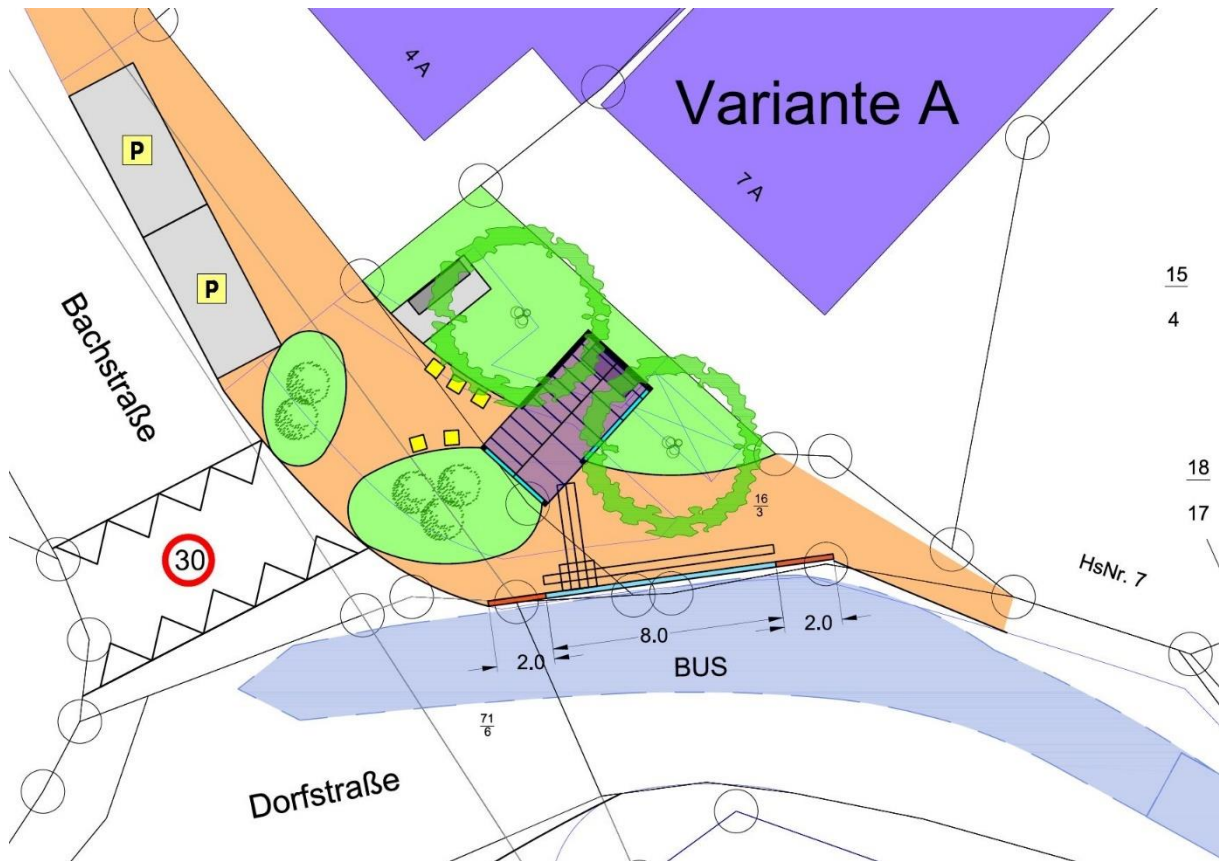 4 A
Variante A
P
7 A
P
15
4
Bachstraße
18
17
16
3
30
HsNr. 7
8.0
2.0
2.0
BUS
71
6
Dorfstraße